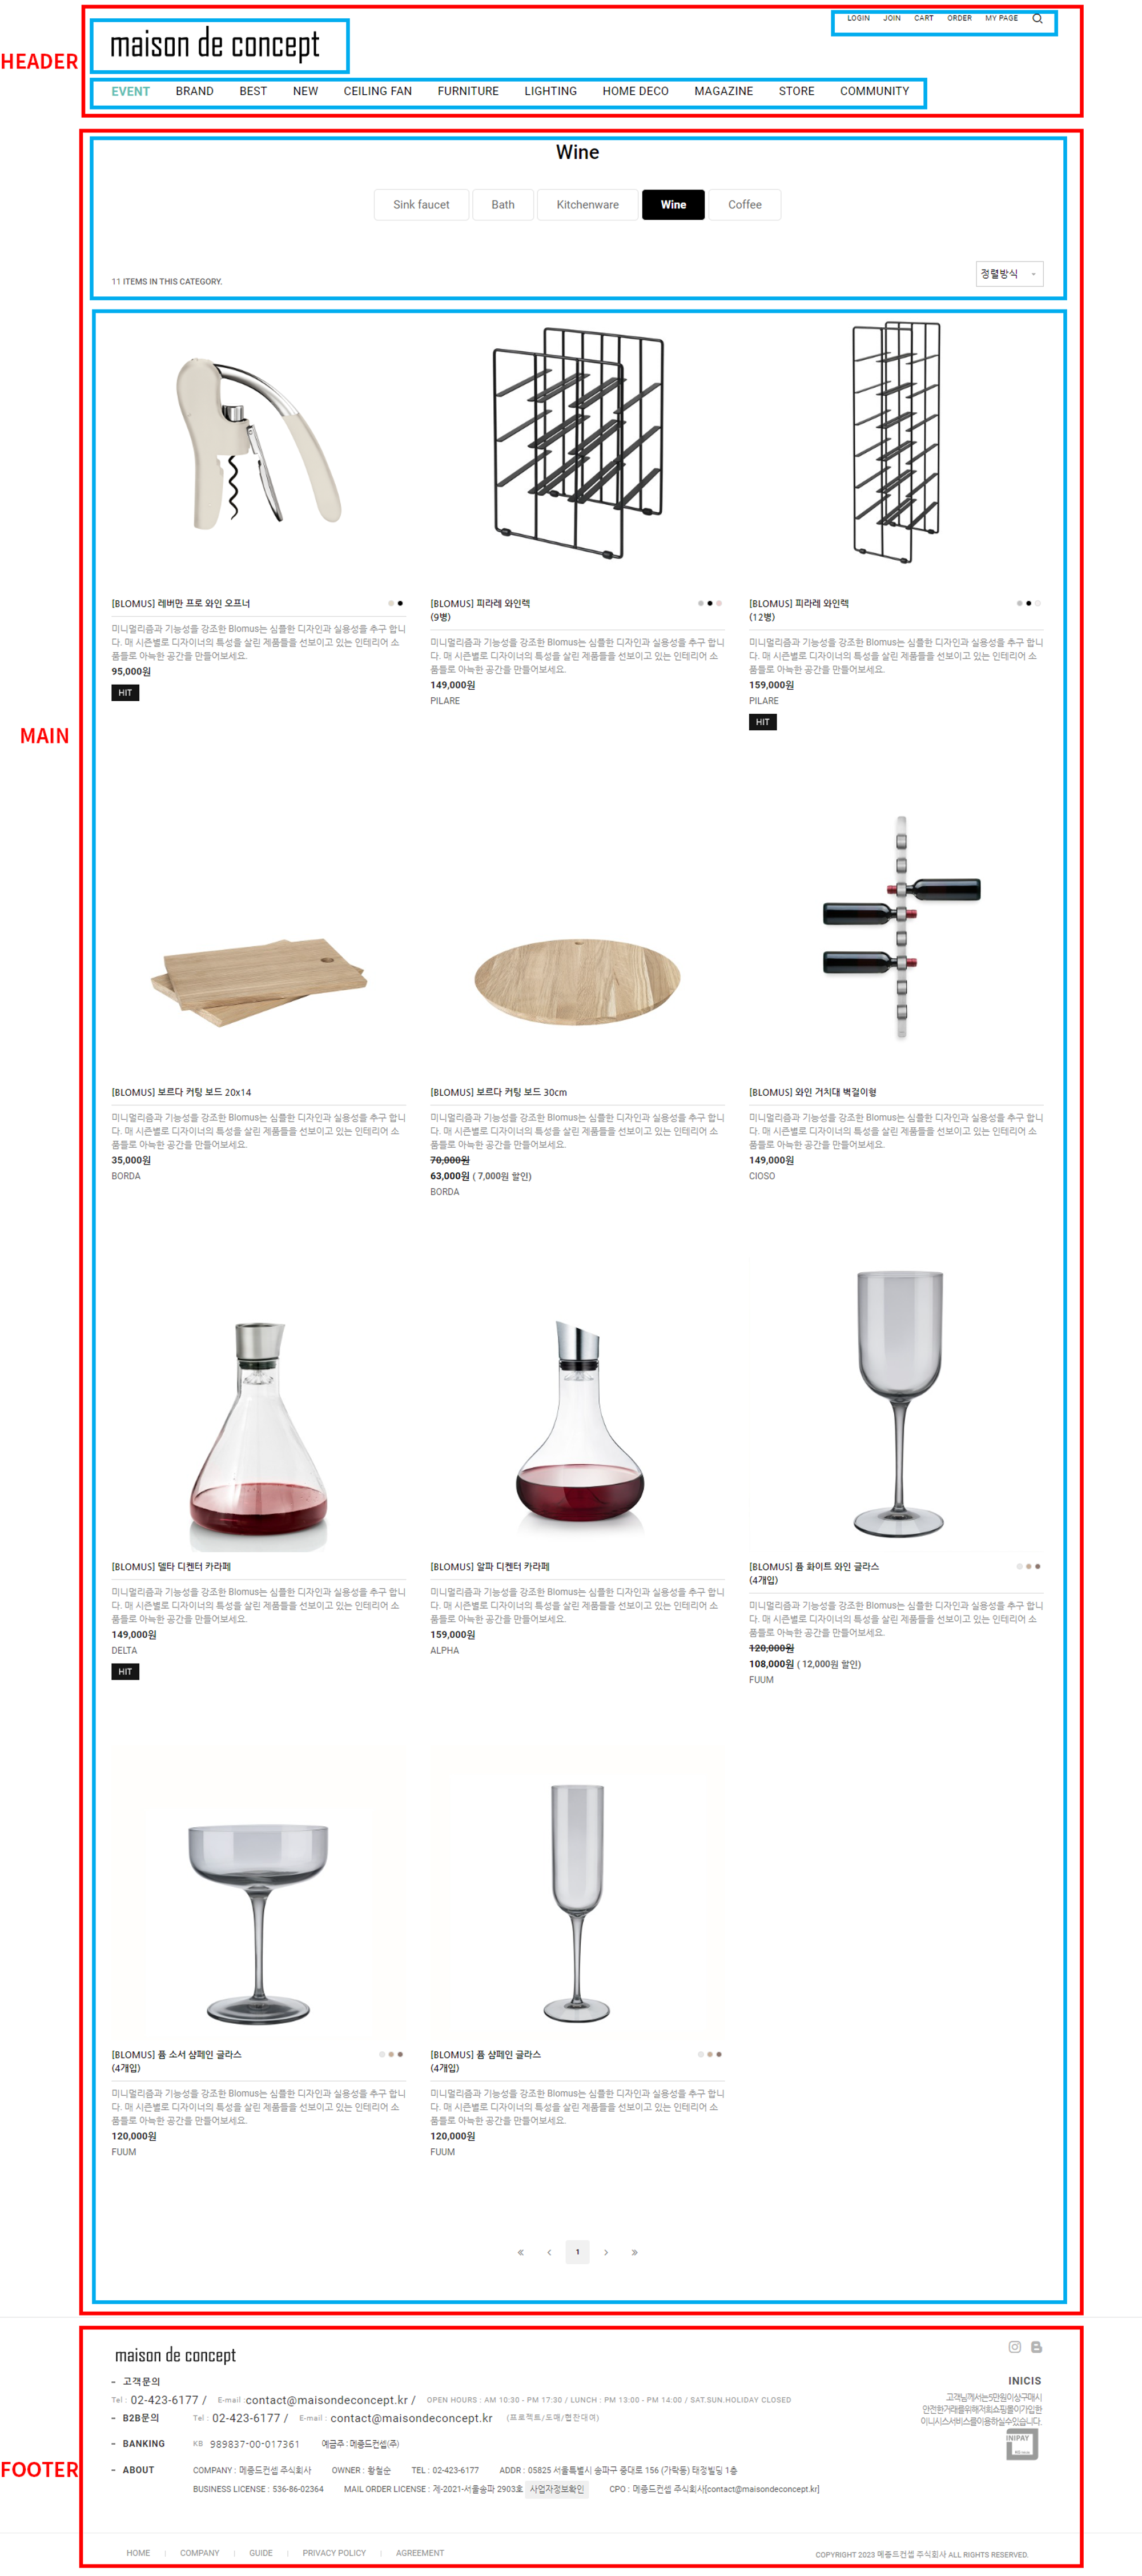 HEADER
maison de concept
LOGIN JOIN CART ORDER MY PAGE
EVENT BRAND BEST NEW CEILING FAN FURNITURE LIGHTING HOME DECO MAGAZINE STORE COMMUNITY
Wine
Sink faucet Bath Kitchenware Wine Coffee
11 ITEMS IN THIS CATEGORY.
정렬방식
[BLOMUS] 레버만 프로 와인 오프너
미니멀리즘과 기능성을 강조한 Blomus는 심플한 디자인과 실용성을 추구 합니
다. 매 시즌별로 디자이너의 특성을 살린 제품들을 선보이고 있는 인테리어 소
품들로 아늑한 공간을 만들어보세요.
95,000원
HIT
[BLOMUS] 피라레 와인렉
(9병)
미니멀리즘과 기능성을 강조한 Blomus는 심플한 디자인과 실용성을 추구 합니
다. 매 시즌별로 디자이너의 특성을 살린 제품들을 선보이고 있는 인테리어 소
품들로 아늑한 공간을 만들어보세요.
149,000원
PILARE
[BLOMUS] 피라레 와인렉
(12병)
미니멀리즘과 기능성을 강조한 Blomus는 심플한 디자인과 실용성을 추구 합니
다. 매 시즌별로 디자이너의 특성을 살린 제품들을 선보이고 있는 인테리어 소
품들로 아늑한 공간을 만들어보세요.
159,000원
PILARE
HIT
MAIN
[BLOMUS] 보르다 커팅 보드 20x14
미니멀리즘과 기능성을 강조한 Blomus는 심플한 디자인과 실용성을 추구 합니
다. 매 시즌별로 디자이너의 특성을 살린 제품들을 선보이고 있는 인테리어 소
품들로 아늑한 공간을 만들어보세요.
35,000원
BORDA
[BLOMUS] 보르다 커팅 보드 30cm
미니멀리즘과 기능성을 강조한 Blomus는 심플한 디자인과 실용성을 추구 합니
다. 매 시즌별로 디자이너의 특성을 살린 제품들을 선보이고 있는 인테리어 소
품들로 아늑한 공간을 만들어보세요.
70,000원
63,000원 ( 7,000원 할인)
BORDA
[BLOMUS] 와인 거치대 벽걸이형
미니멀리즘과 기능성을 강조한 Blomus는 심플한 디자인과 실용성을 추구 합니
다. 매 시즌별로 디자이너의 특성을 살린 제품들을 선보이고 있는 인테리어 소
품들로 아늑한 공간을 만들어보세요.
149,000원
CIOSO
[BLOMUS] 델타 디켄터 카라페
미니멀리즘과 기능성을 강조한 Blomus는 심플한 디자인과 실용성을 추구 합니
다. 매 시즌별로 디자이너의 특성을 살린 제품들을 선보이고 있는 인테리어 소
품들로 아늑한 공간을 만들어보세요.
149,000원
DELTA
HIT
[BLOMUS] 알파 디켄터 카라페
미니멀리즘과 기능성을 강조한 Blomus는 심플한 디자인과 실용성을 추구 합니
다. 매 시즌별로 디자이너의 특성을 살린 제품들을 선보이고 있는 인테리어 소
품들로 아늑한 공간을 만들어보세요.
159,000원
ALPHA
[BLOMUS] 품 화이트 와인 글라스
(4개입)
미니멀리즘과 기능성을 강조한 Blomus는 심플한 디자인과 실용성을 추구 합니
다. 매 시즌별로 디자이너의 특성을 살린 제품들을 선보이고 있는 인테리어 소
품들로 아늑한 공간을 만들어보세요.
120,000원
108,000원 ( 12,000원 할인)
FUUM
[BLOMUS] 품 소서 샴페인 글라스
(4개입)
미니멀리즘과 기능성을 강조한 Blomus는 심플한 디자인과 실용성을 추구 합니
다. 매 시즌별로 디자이너의 특성을 살린 제품들을 선보이고 있는 인테리어 소
품들로 아늑한 공간을 만들어보세요.
120,000원
FUUM
[BLOMUS] 품 샴페인 글라스
(4개입)
미니멀리즘과 기능성을 강조한 Blomus는 심플한 디자인과 실용성을 추구 합니
다. 매 시즌별로 디자이너의 특성을 살린 제품들을 선보이고 있는 인테리어 소
품들로 아늑한 공간을 만들어보세요.
120,000원
FUUM
1
maison de concept
- 고객문의
Tel : 02-423-6177 / E-mail : contact@maisondeconcept.kr / OPEN HOURS : AM 10:30 - PM 17:30 / LUNCH : PM 13:00 - PM 14:00 / SAT.SUN.HOLIDAY CLOSED
- B2B문의 Tel : 02-423-6177 / E-mail : contact@maisondeconcept.kr (프로젝트/도매/협찬대여)
- BANKING KB 989837-00-017361 예금주 : 메종드컨셉(주)
- ABOUT COMPANY : 메종드컨셉 주식회사 OWNER : 황철순 TEL : 02-423-6177 ADDR : 05825 서울특별시 송파구 중대로 156 (가락동) 태정빌딩 1층
BUSINESS LICENSE : 536-86-02364 MAIL ORDER LICENSE : 제-2021-서울송파 2903호 사업자정보확인 CPO : 메종드컨셉 주식회사[contact@maisondeconcept.kr]
INICIS
고객님께서는5만원이상구매시
안전한거래를위해저희쇼핑몰이가입한
이니시스서비스를이용하실수있습니다.
INIPAY
FOOTER
HOME | COMPANY | GUIDE | PRIVACY POLICY | AGREEMENT
COPYRIGHT 2023 메종드컨셉 주식회사 ALL RIGHTS RESERVED.